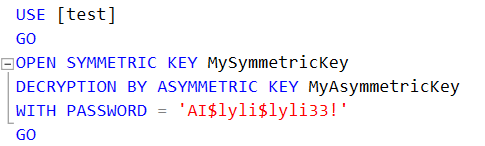 USE [test]
GO
OPEN SYMMETRIC KEY MySymmetricKey
DECRYPTION BY ASYMMETRIC KEY MyAsymmetricKey
WITH PASSWORD = 'AI$lyli$lyli33!'
GO